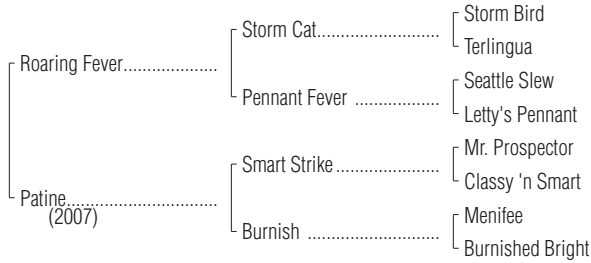 Storm Bird
Storm Cat....................
Terlingua
Roaring Fever....................
Seattle Slew
Pennant Fever ..................
Letty's Pennant
Mr. Prospector
Smart Strike ......................
Classy 'n Smart
Patine................................
(2007)
Menifee
Burnish ............................
Burnished Bright